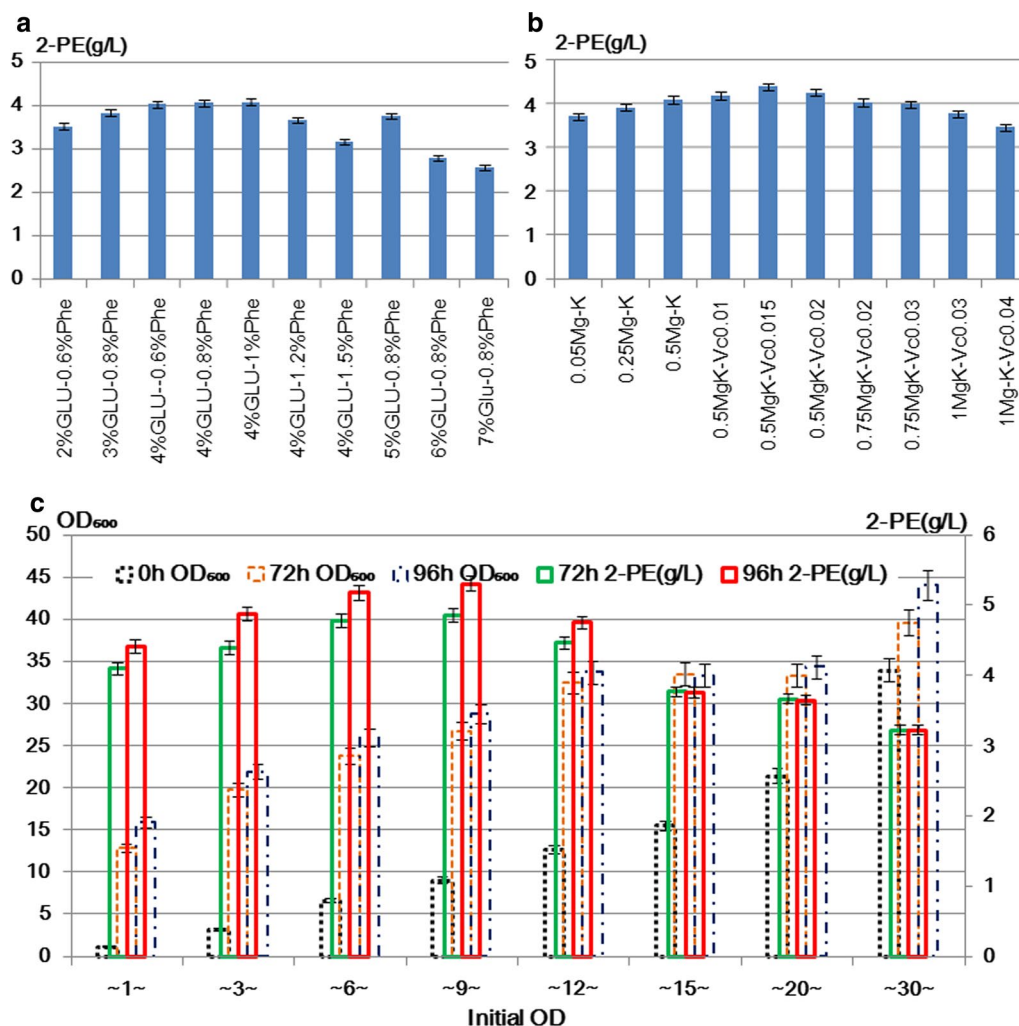 a
2-PE(g/L)
5
4
3
2
1
0
2%GLU-0.6%Phe
3%GLU-0.8%Phe
4%GLU--0.6%Phe
4%GLU-0.8%Phe
4%GLU-1%Phe
4%GLU-1.2%Phe
4%GLU-1.5%Phe
5%GLU-0.8%Phe
6%GLU-0.8%Phe
7%Glu-0.8%Phe
b
2-PE(g/L)
5
4
3
2
1
0
0.05Mg-K
0.25Mg-K
0.5Mg-K
0.5MgK-Vc0.01
0.5MgK-Vc0.015
0.5MgK-Vc0.02
0.75MgK-Vc0.02
0.75MgK-Vc0.03
1MgK-Vc0.03
1Mg-K-Vc0.04
c
OD₆₀₀
2-PE(g/L)
50
45
40
35
30
25
20
15
10
5
0
0h OD₆₀₀ 72h OD₆₀₀ 96h OD₆₀₀ 72h 2-PE(g/L) 96h 2-PE(g/L)
6
5
4
3
2
1
0
~1~ ~3~ ~6~ ~9~ ~12~ ~15~ ~20~ ~30~
Initial OD